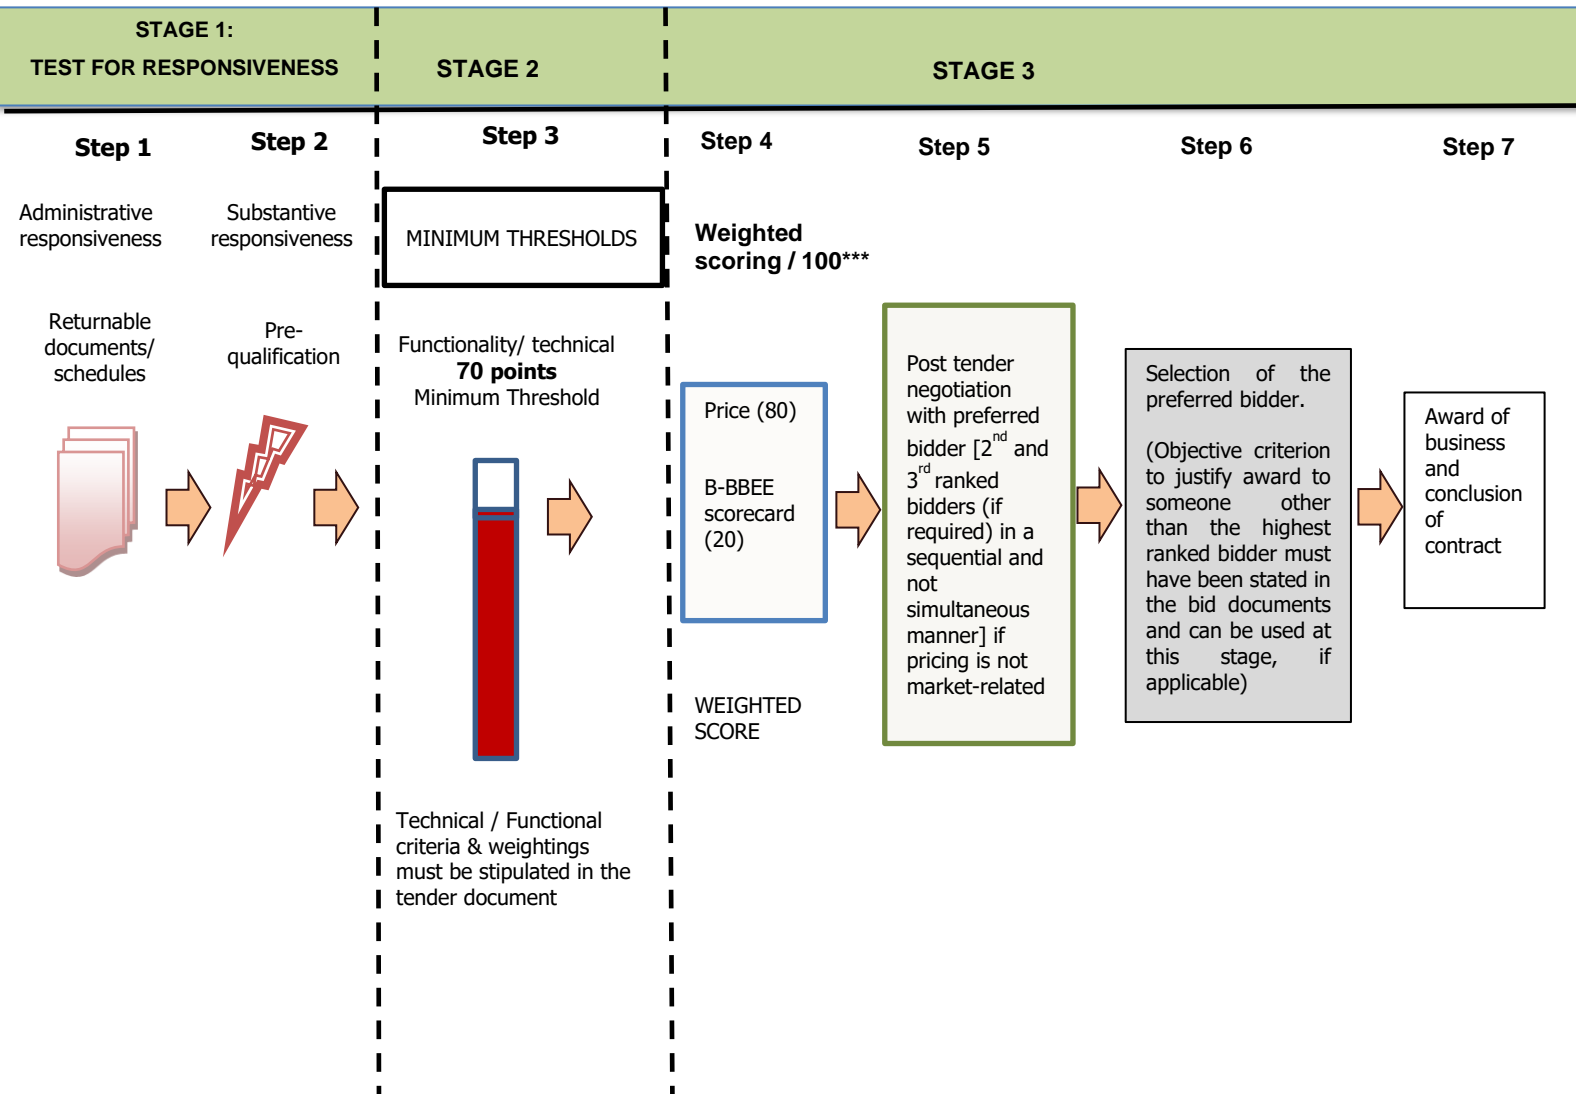 STAGE 1:
TEST FOR RESPONSIVENESS
STAGE 2
STAGE 3
Step 1
Step 2
Step 3
Step 4
Step 5
Step 6
Step 7
Administrative
responsiveness
Returnable
documents/
schedules
Substantive
responsiveness
Pre-
qualification
MINIMUM THRESHOLDS
Functionality/ technical
70 points
Minimum Threshold
Technical / Functional
criteria & weightings
must be stipulated in the
tender document
Weighted
scoring / 100***
Price (80)
B-BBEE
scorecard
(20)
WEIGHTED
SCORE
Post tender
negotiation
with preferred
bidder [2nd and
3rd ranked
bidders (if
required) in a
sequential and
not
simultaneous
manner] if
pricing is not
market-related
Selection of the
preferred bidder.
(Objective criterion
to justify award to
someone other
than the highest
ranked bidder must
have been stated in
the bid documents
and can be used at
this stage, if
applicable)
Award of
business
and
conclusion
of
contract